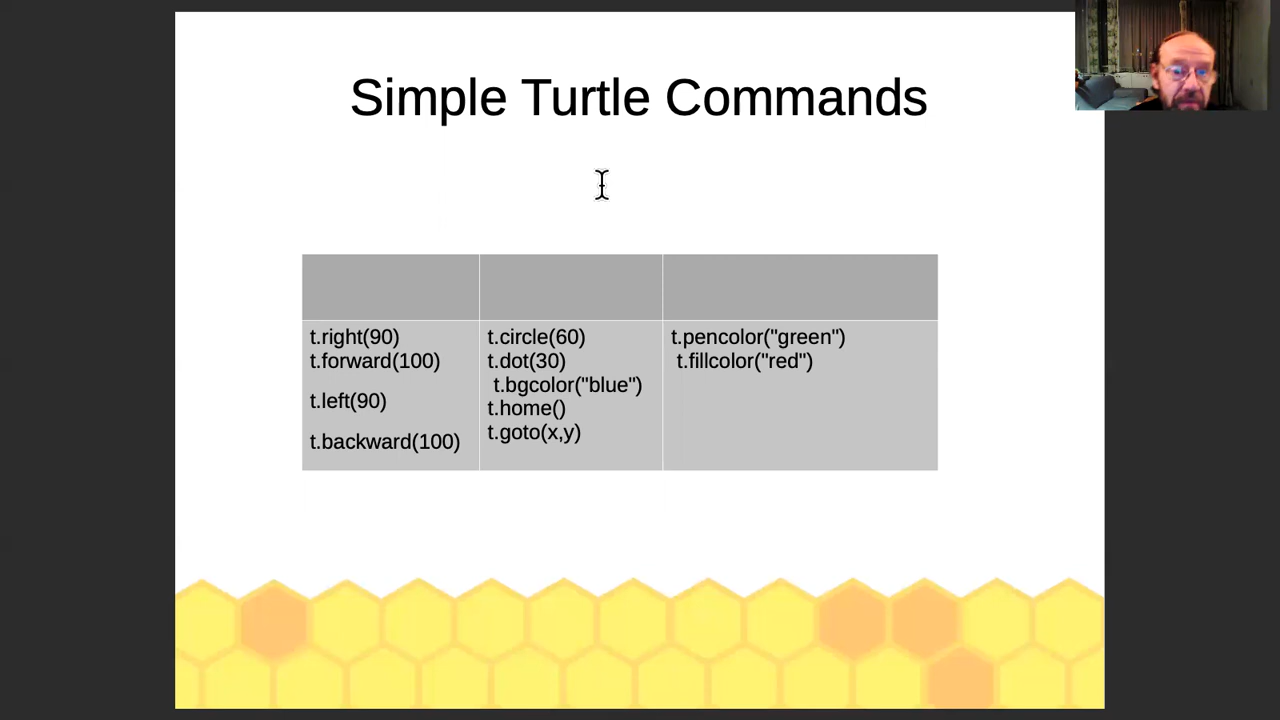 Simple Turtle Commands
t.right(90)
t.forward(100)
t.left(90)
t.backward(100)
t.circle(60)
t.dot(30)
t.bgcolor("blue")
t.home()
t.goto(x,y)
t.pencolor("green")
t.fillcolor("red")